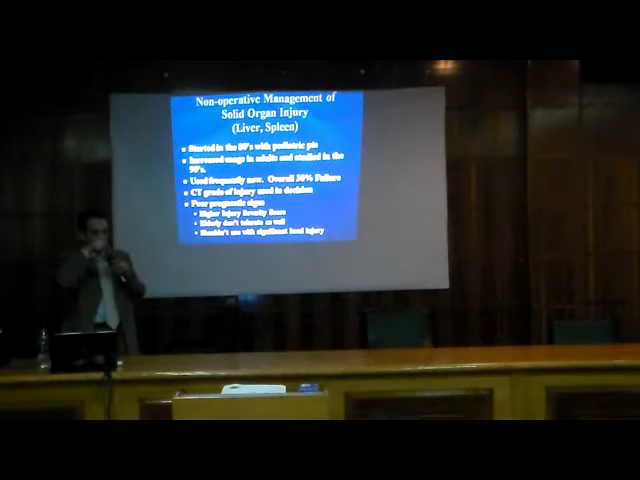 Non-operative Management of
Solid Organ Injury
(Liver, Spleen)
Started in the 80's with pediatric pts
Increased usage in adults and studied in the
90's.
Used frequently now. Overall 30% Failure
CT grade of injury used in decision
Poor prognostic signs
Higher Injury Severity Score
Elderly don't tolerate as well
Shouldn't use with significant head injury